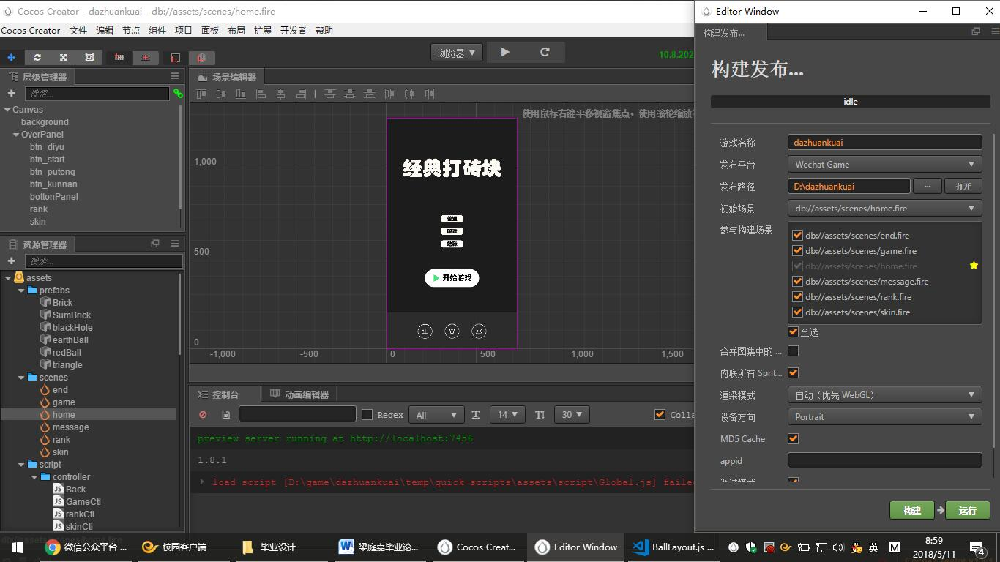 Cocos Creator - dazhuankuai - db://assets/scenes/home.fire
Cocos Creator 文件 编辑 节点 组件 项目 面板 布局 扩展 开发者 帮助
浏览器
10.8.202
层级管理器
搜索...
Canvas
background
OverPanel
btn_diyu
btn_start
btn_putong
btn_kunnan
bottonPanel
rank
skin
资源管理器
搜索...
assets
prefabs
Brick
SumBrick
blackHole
earthBall
redBall
triangle
scenes
end
game
home
message
rank
skin
script
controller
Back
GameCtl
rankCtl
skinCtl
场景编辑器
使用鼠标右键平移视窗焦点，使用滚轮缩放
1,000
500
0
-1,000 -500 0 500 1,000 1,500
经典打砖块
普通
困难
开始游戏
控制台 动画编辑器
Regex All 14 30 Colla
preview server running at http://localhost:7456
1.8.1
load script [D:\game\dazhuankuai\temp\quick-scripts\assets\script\Global.js] failed
Editor Window
构建发布...
构建发布...
idle
游戏名称 dazhuankuai
发布平台 Wechat Game
发布路径 D:\dazhuankuai ... 打开
初始场景 db://assets/scenes/home.fire
参与构建场景
db://assets/scenes/end.fire
db://assets/scenes/game.fire
db://assets/scenes/home.fire
db://assets/scenes/message.fire
db://assets/scenes/rank.fire
db://assets/scenes/skin.fire
全选
合并图集中的 ...
内联所有 Sprit...
渲染模式 自动（优先 WebGL）
设备方向 Portrait
MD5 Cache
appid
调试模式
构建 运行
微信公众平台 ...
校园客户端
毕业设计
梁庭嘉毕业论...
Cocos Creat...
Editor Window
BallLayout.js ...
英
M
8:59
2018/5/11
4